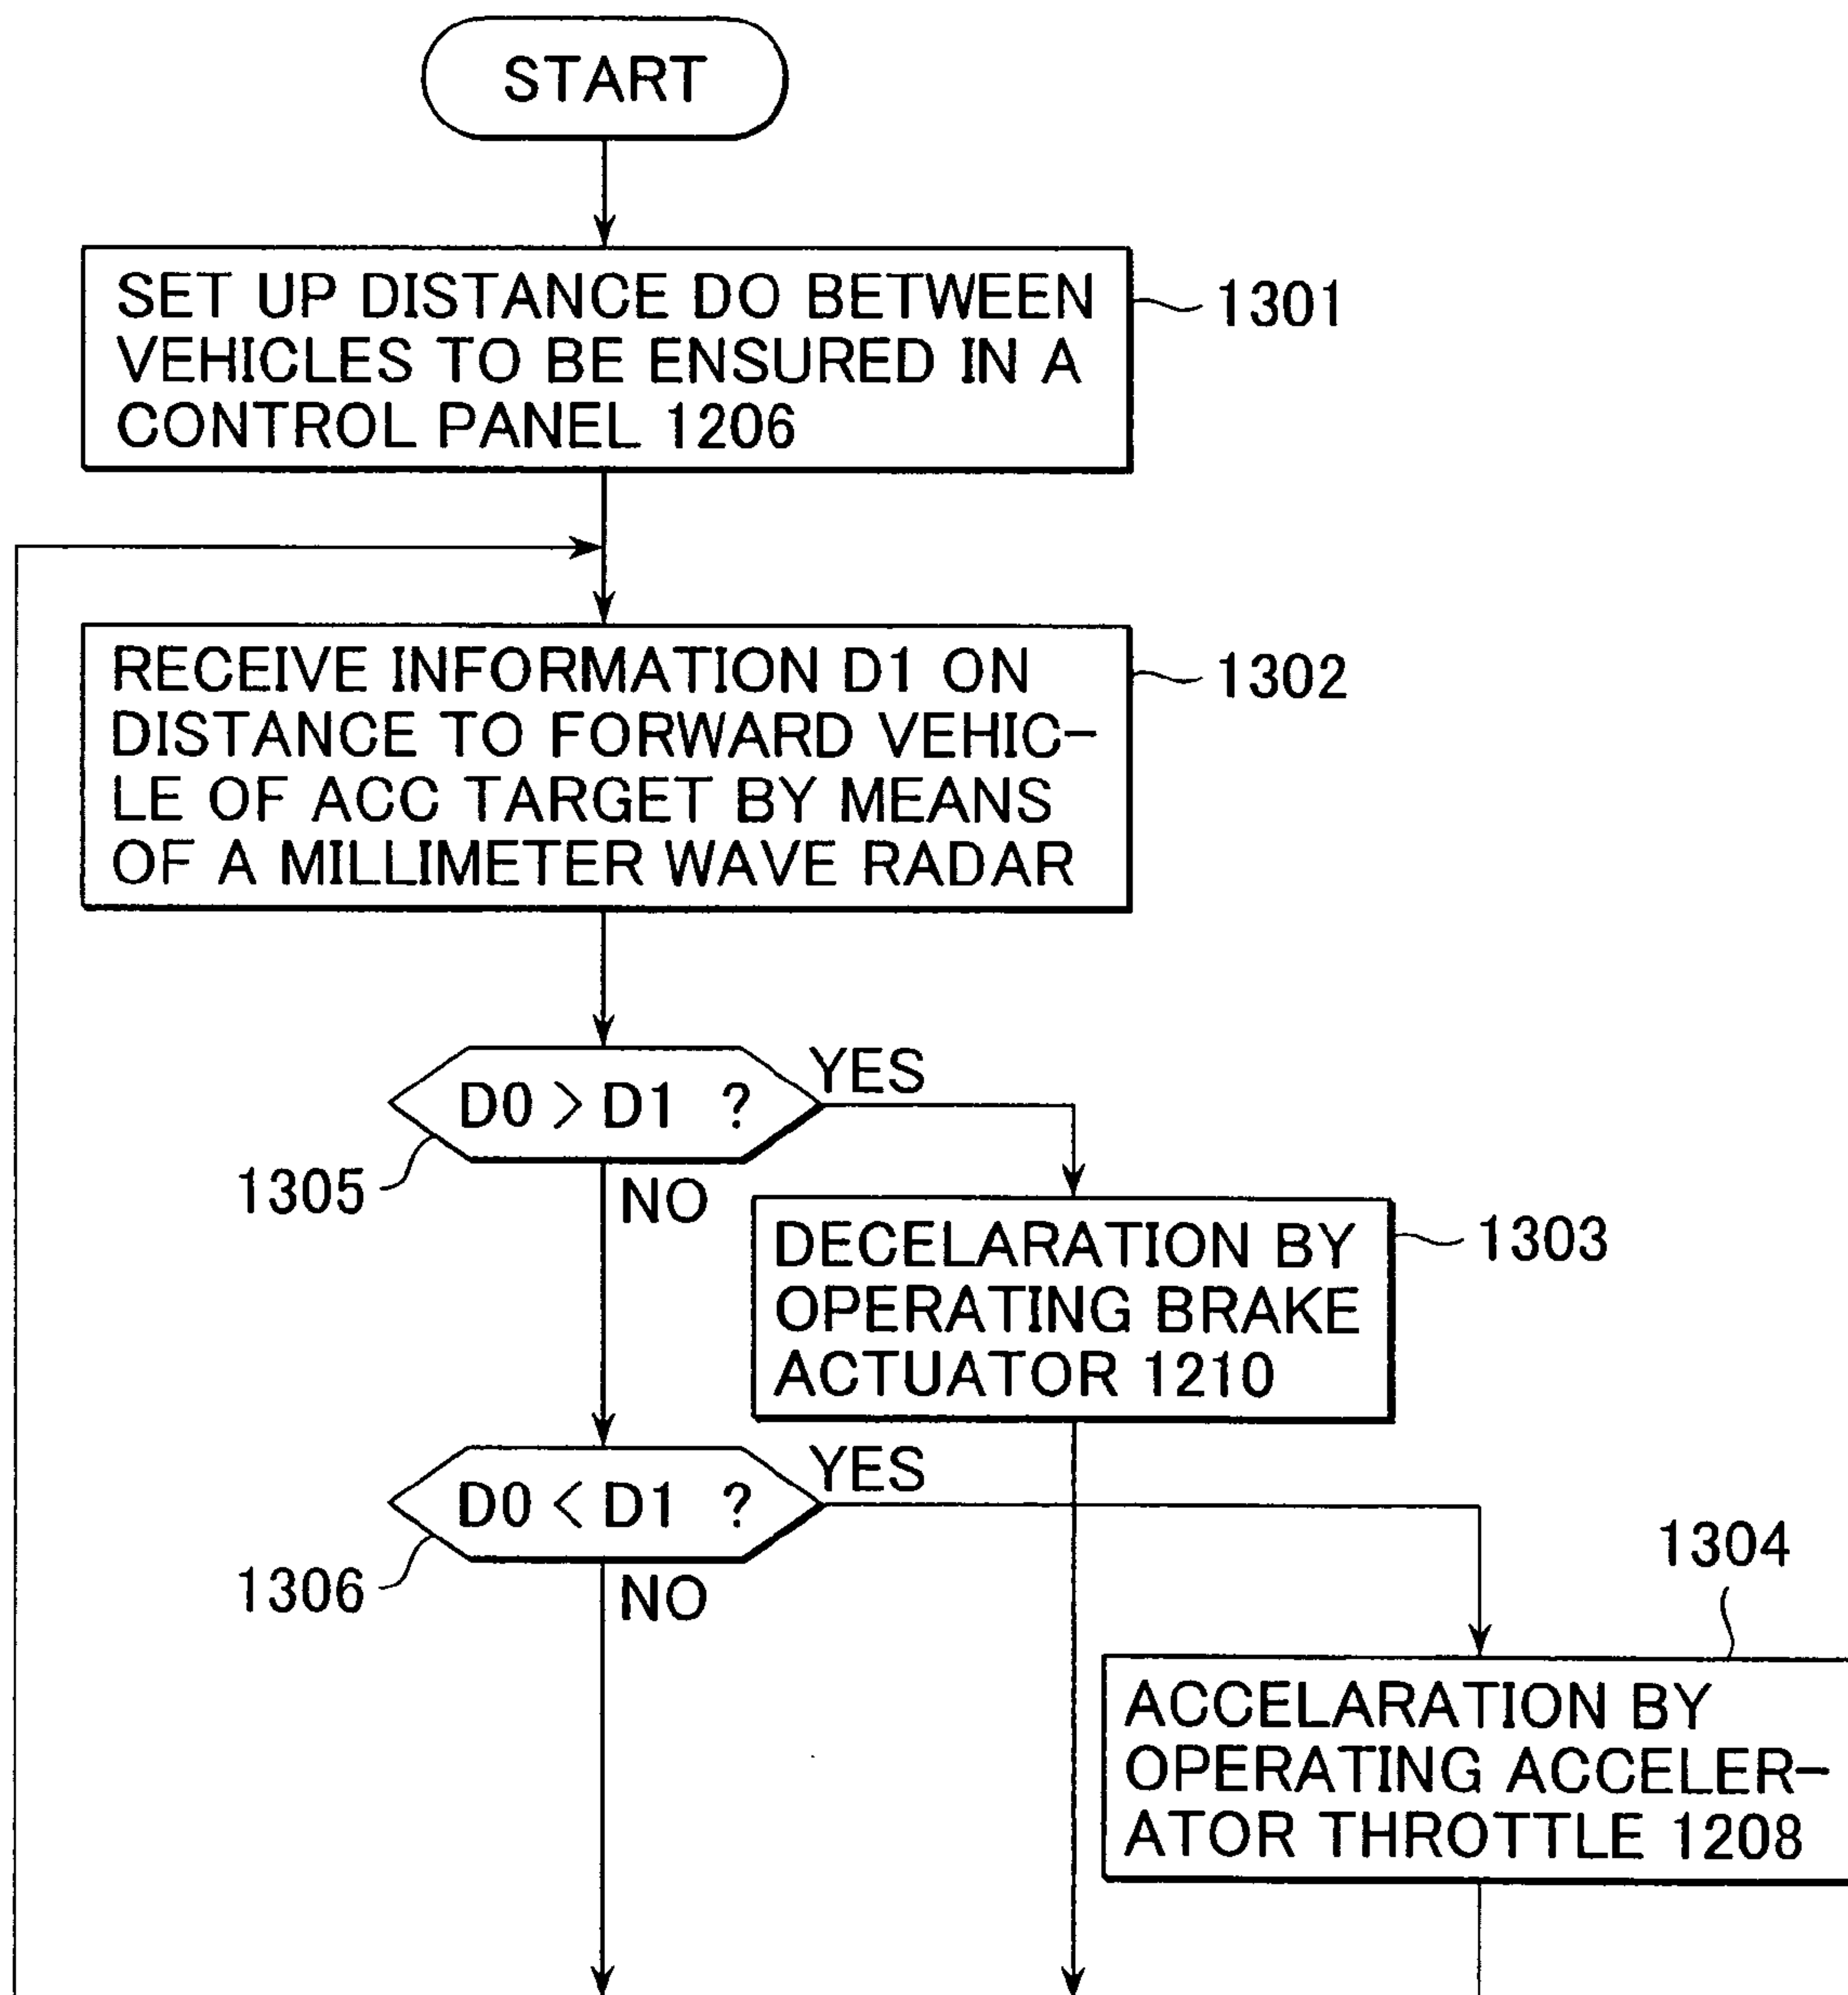 START
SET UP DISTANCE DO BETWEEN
VEHICLES TO BE ENSURED IN A
CONTROL PANEL 1206
1301
RECEIVE INFORMATION D1 ON
DISTANCE TO FORWARD VEHIC-
LE OF ACC TARGET BY MEANS
OF A MILLIMETER WAVE RADAR
1302
D0 > D1 ?
YES
1305
NO
DECELARATION BY
OPERATING BRAKE
ACTUATOR 1210
1303
D0 < D1 ?
YES
1306
NO
1304
ACCELARATION BY
OPERATING ACCELER-
ATOR THROTTLE 1208